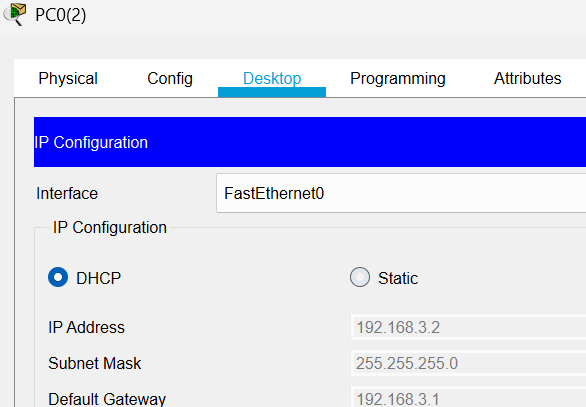 PC0(2)
Physical Config Desktop Programming Attributes
IP Configuration
Interface FastEthernet0
IP Configuration
DHCP Static
IP Address 192.168.3.2
Subnet Mask 255.255.255.0
Default Gateway 192.168.3.1